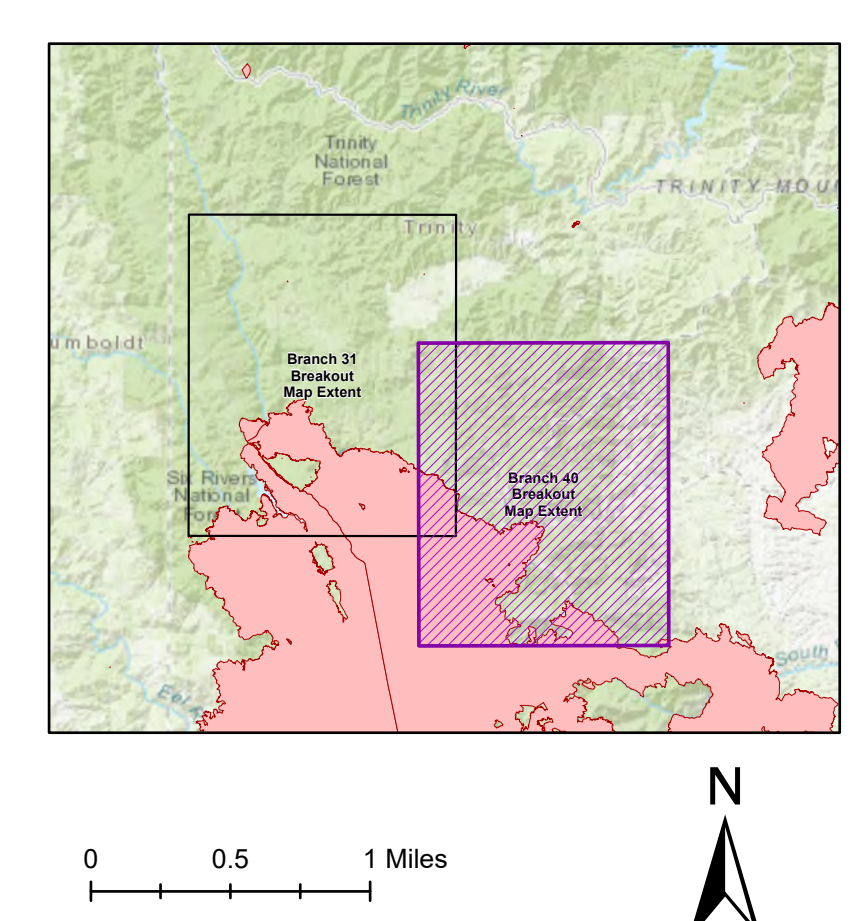 Trinity River
Trinity
National
Forest
TRINITY MOU
Trinity
umboldt
Branch 31
Breakout
Map Extent
Six Rivers
National
Branch 40
Breakout
Map Extent
South
Eel
N
0 0.5 1 Miles